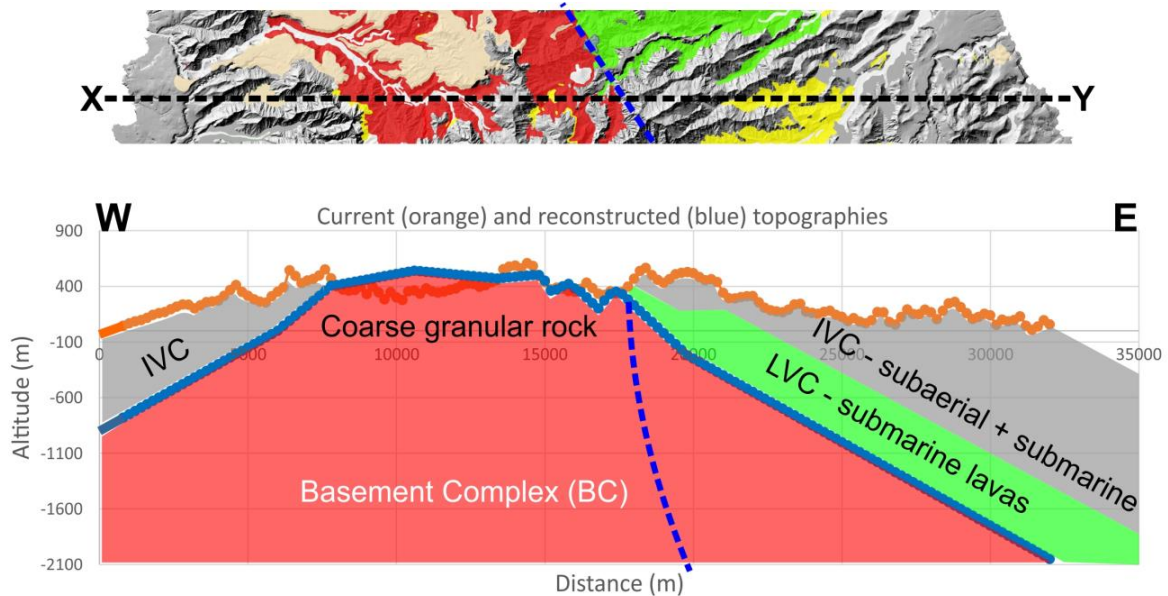 X
Y
W
E
Current (orange) and reconstructed (blue) topographies
900
400
-100
-600
-1100
-1600
-2100
Altitude (m)
0
5000
10000
15000
20000
25000
30000
35000
Distance (m)
IVC
Coarse granular rock
Basement Complex (BC)
IVC - subaerial + submarine
LVC - submarine lavas